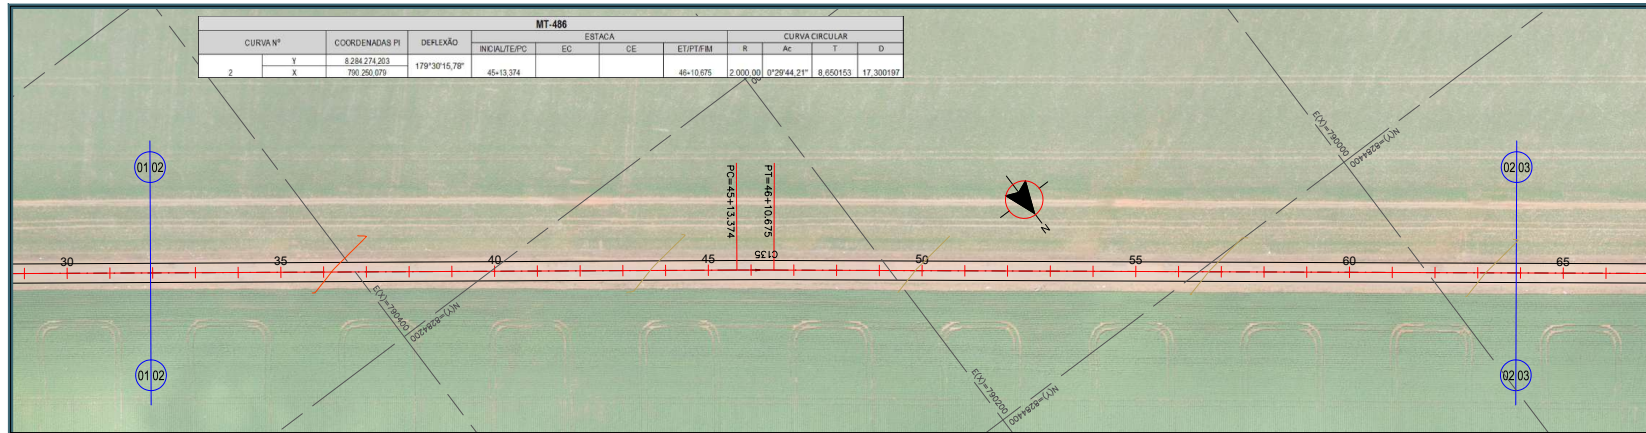 MT-486
CURVA Nº COORDENADAS PI DEFLEXÃO ESTACA CURVA CIRCULAR
INICIAL/TE/PC EC CE ET/PT/FIM R Ac T D
2 Y 8.284.274,203 179°30'15,78"
X 790.250,079 45+13,374 46+10,675 2.000,00 0°29'44,21" 8,650153 17,300197
E(X)=790000
N(Y)=8284400
01 02
02 03
PC=45+13.374
PT=46+10.675
N
C135
30 35 40 45 50 55 60 65
E(X)=790400
N(Y)=8284200
01 02
02 03
E(X)=790200
N(Y)=8284400